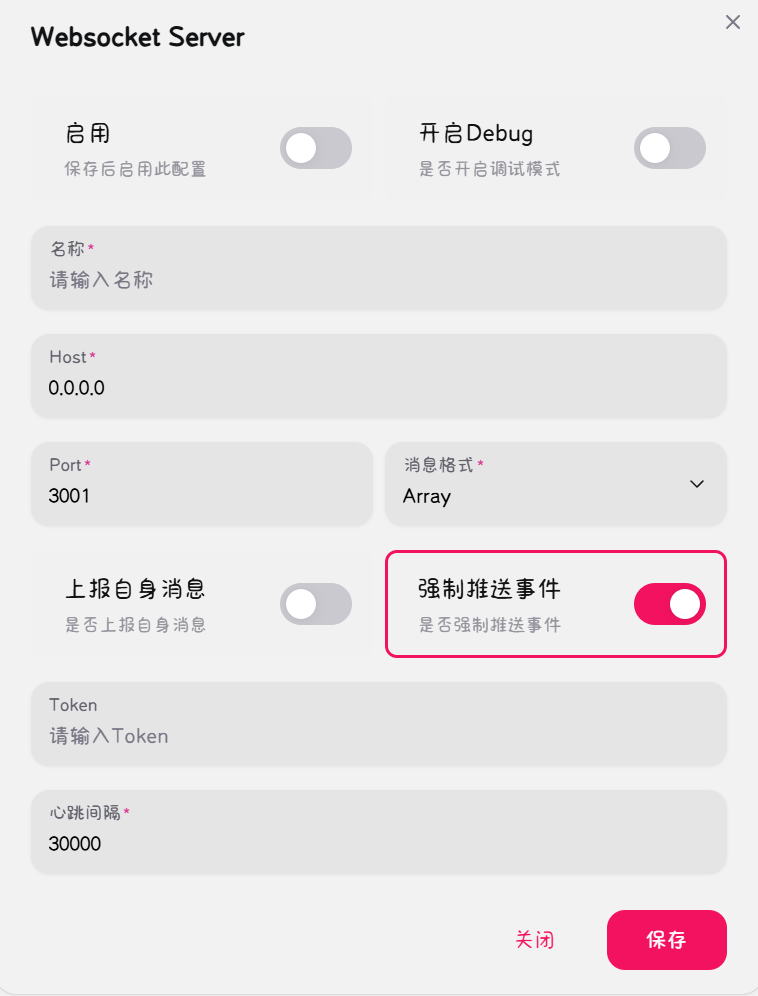 Websocket Server
启用
保存后启用此配置
开启Debug
是否开启调试模式
名称*
请输入名称
Host*
0.0.0.0
Port*
3001
消息格式*
Array
上报自身消息
是否上报自身消息
强制推送事件
是否强制推送事件
Token
请输入Token
心跳间隔*
30000
关闭
保存